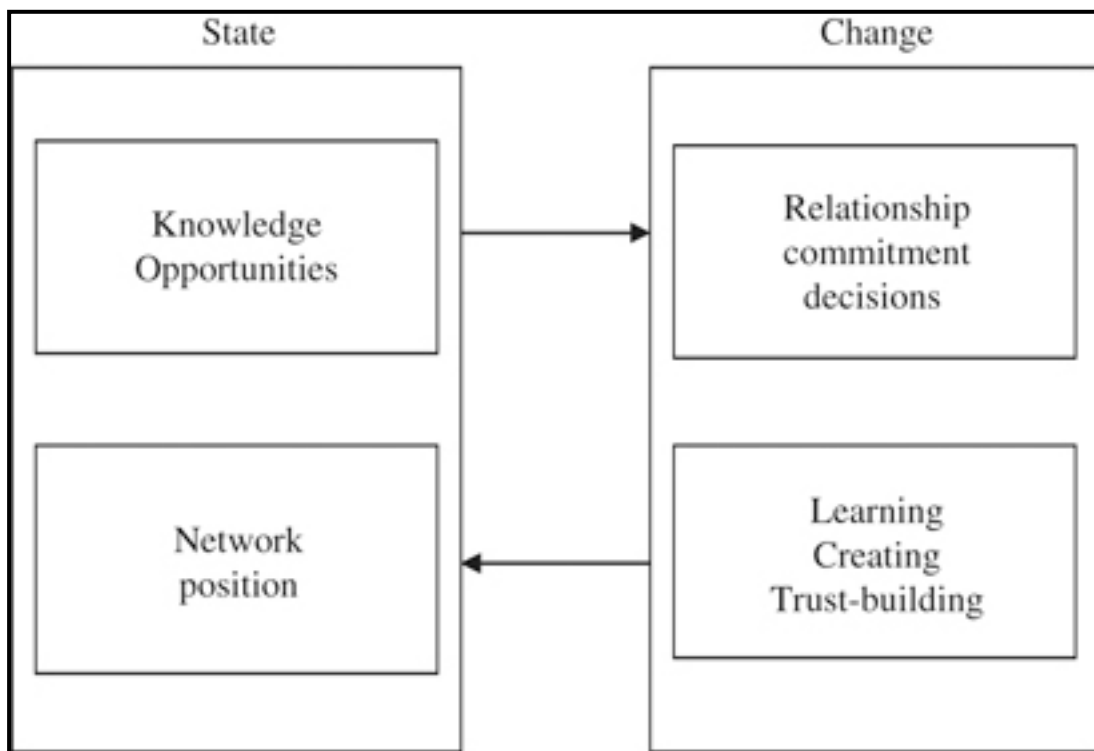 State
Change
Knowledge
Opportunities
Relationship
commitment
decisions
Network
position
Learning
Creating
Trust-building